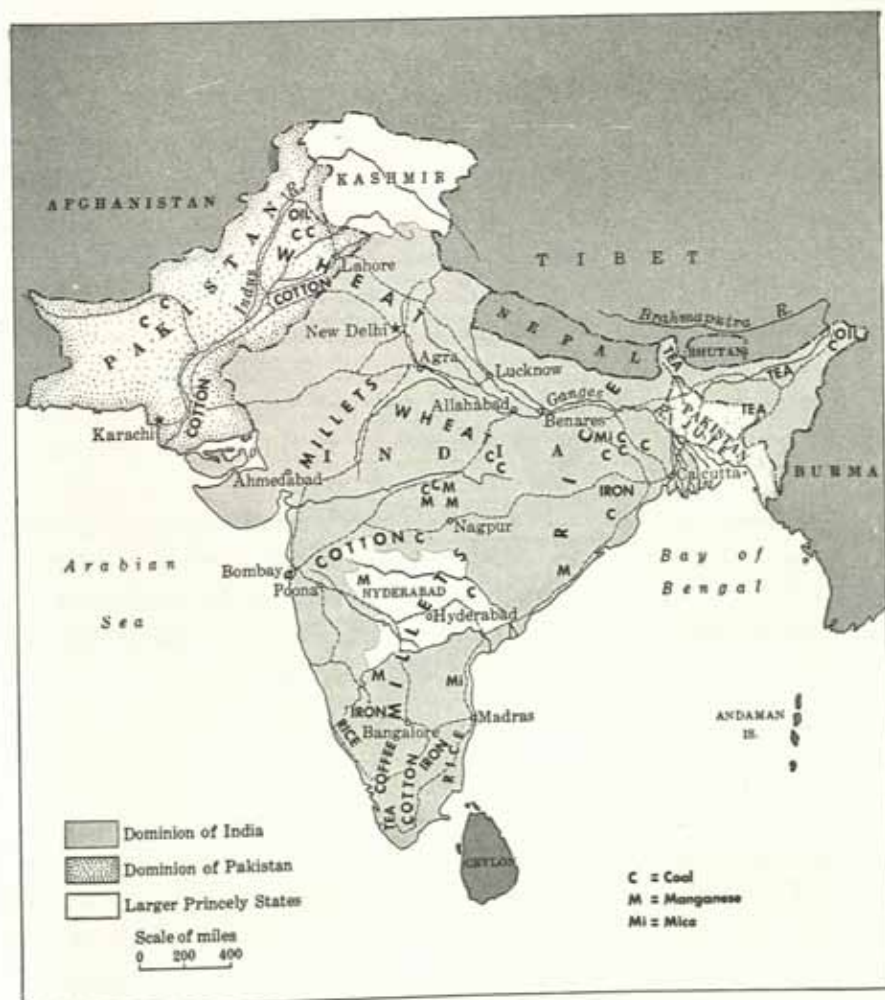 AFGHANISTAN
KASHMIR
PAKISTAN
Indus
R.
OIL
C C
WHEAT
Lahore
COTTON
C C
COTTON
Karachi
TIBET
New Delhi
NEPAL
Brahmaputra R.
BHUTAN
OIL
C
TEA
TEA
TEA
Agra
Lucknow
Ganges
Allahabad
Benares
PAKISTAN
JUTE
MILLETS
WHEAT
INDIA
RICE
C Mi C
C C C
C I
C
Calcutta
BURMA
Ahmedabad
C C M
M M
IRON
C
Nagpur
COTTON
C
M
Arabian
Sea
Bay of
Bengal
Bombay
Poona
M
HYDERABAD
C
Hyderabad
MILLETS
M
Mi
IRON
Bangalore
Madras
RICE
COFFEE
TEA
COTTON
IRON
RICE
ANDAMAN
IS.
CEYLON
Dominion of India
Dominion of Pakistan
Larger Princely States
Scale of miles
0 200 400
C = Coal
M = Manganese
Mi = Mica